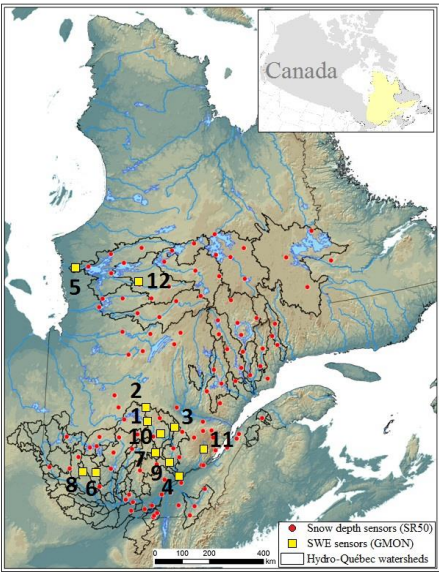 Canada
5
12
2
1
3
10
11
7
8
6
9
4
Snow depth sensors (SR50)
SWE sensors (GMON)
Hydro-Québec watersheds
0 100 200 400
km